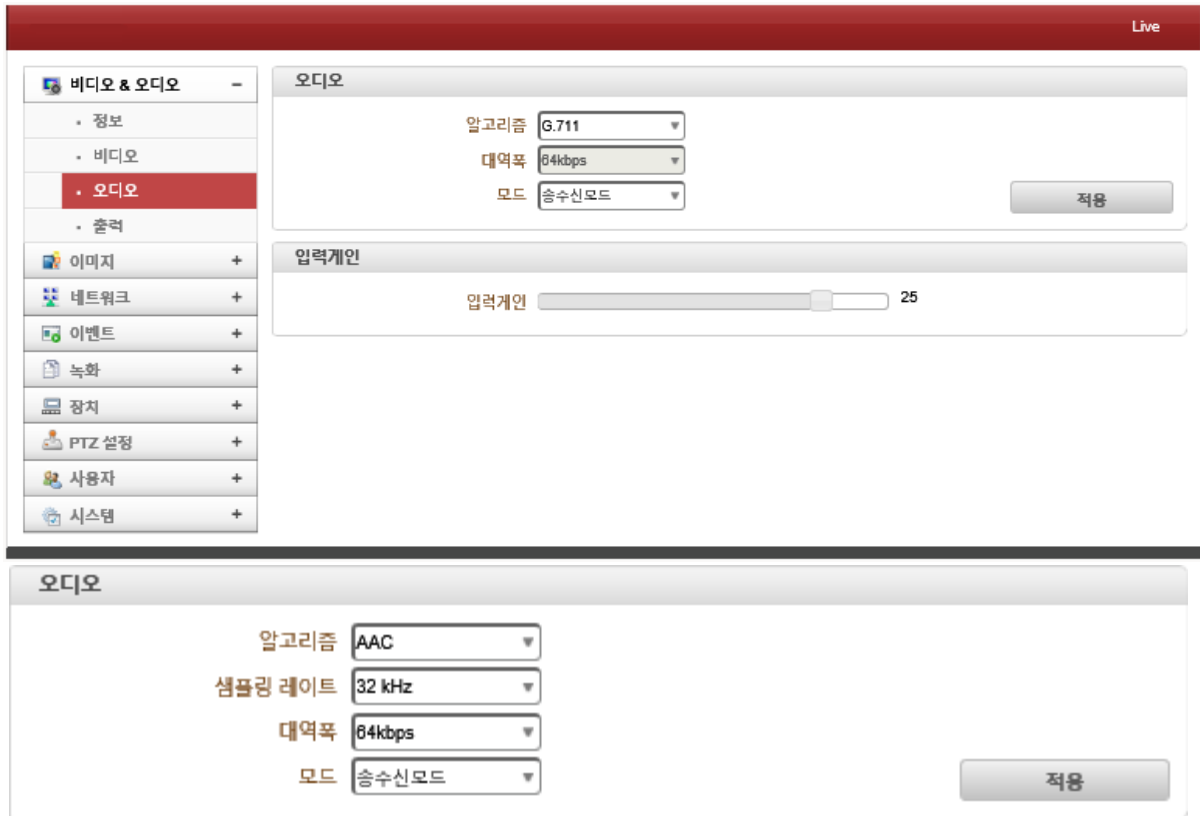 Live
비디오 & 오디오 −
· 정보
· 비디오
· 오디오
· 출력
이미지 +
네트워크 +
이벤트 +
녹화 +
장치 +
PTZ 설정 +
사용자 +
시스템 +
오디오
알고리즘 G.711
대역폭 64kbps
모드 송수신모드
적용
입력게인
입력게인 25
오디오
알고리즘 AAC
샘플링 레이트 32 kHz
대역폭 64kbps
모드 송수신모드
적용